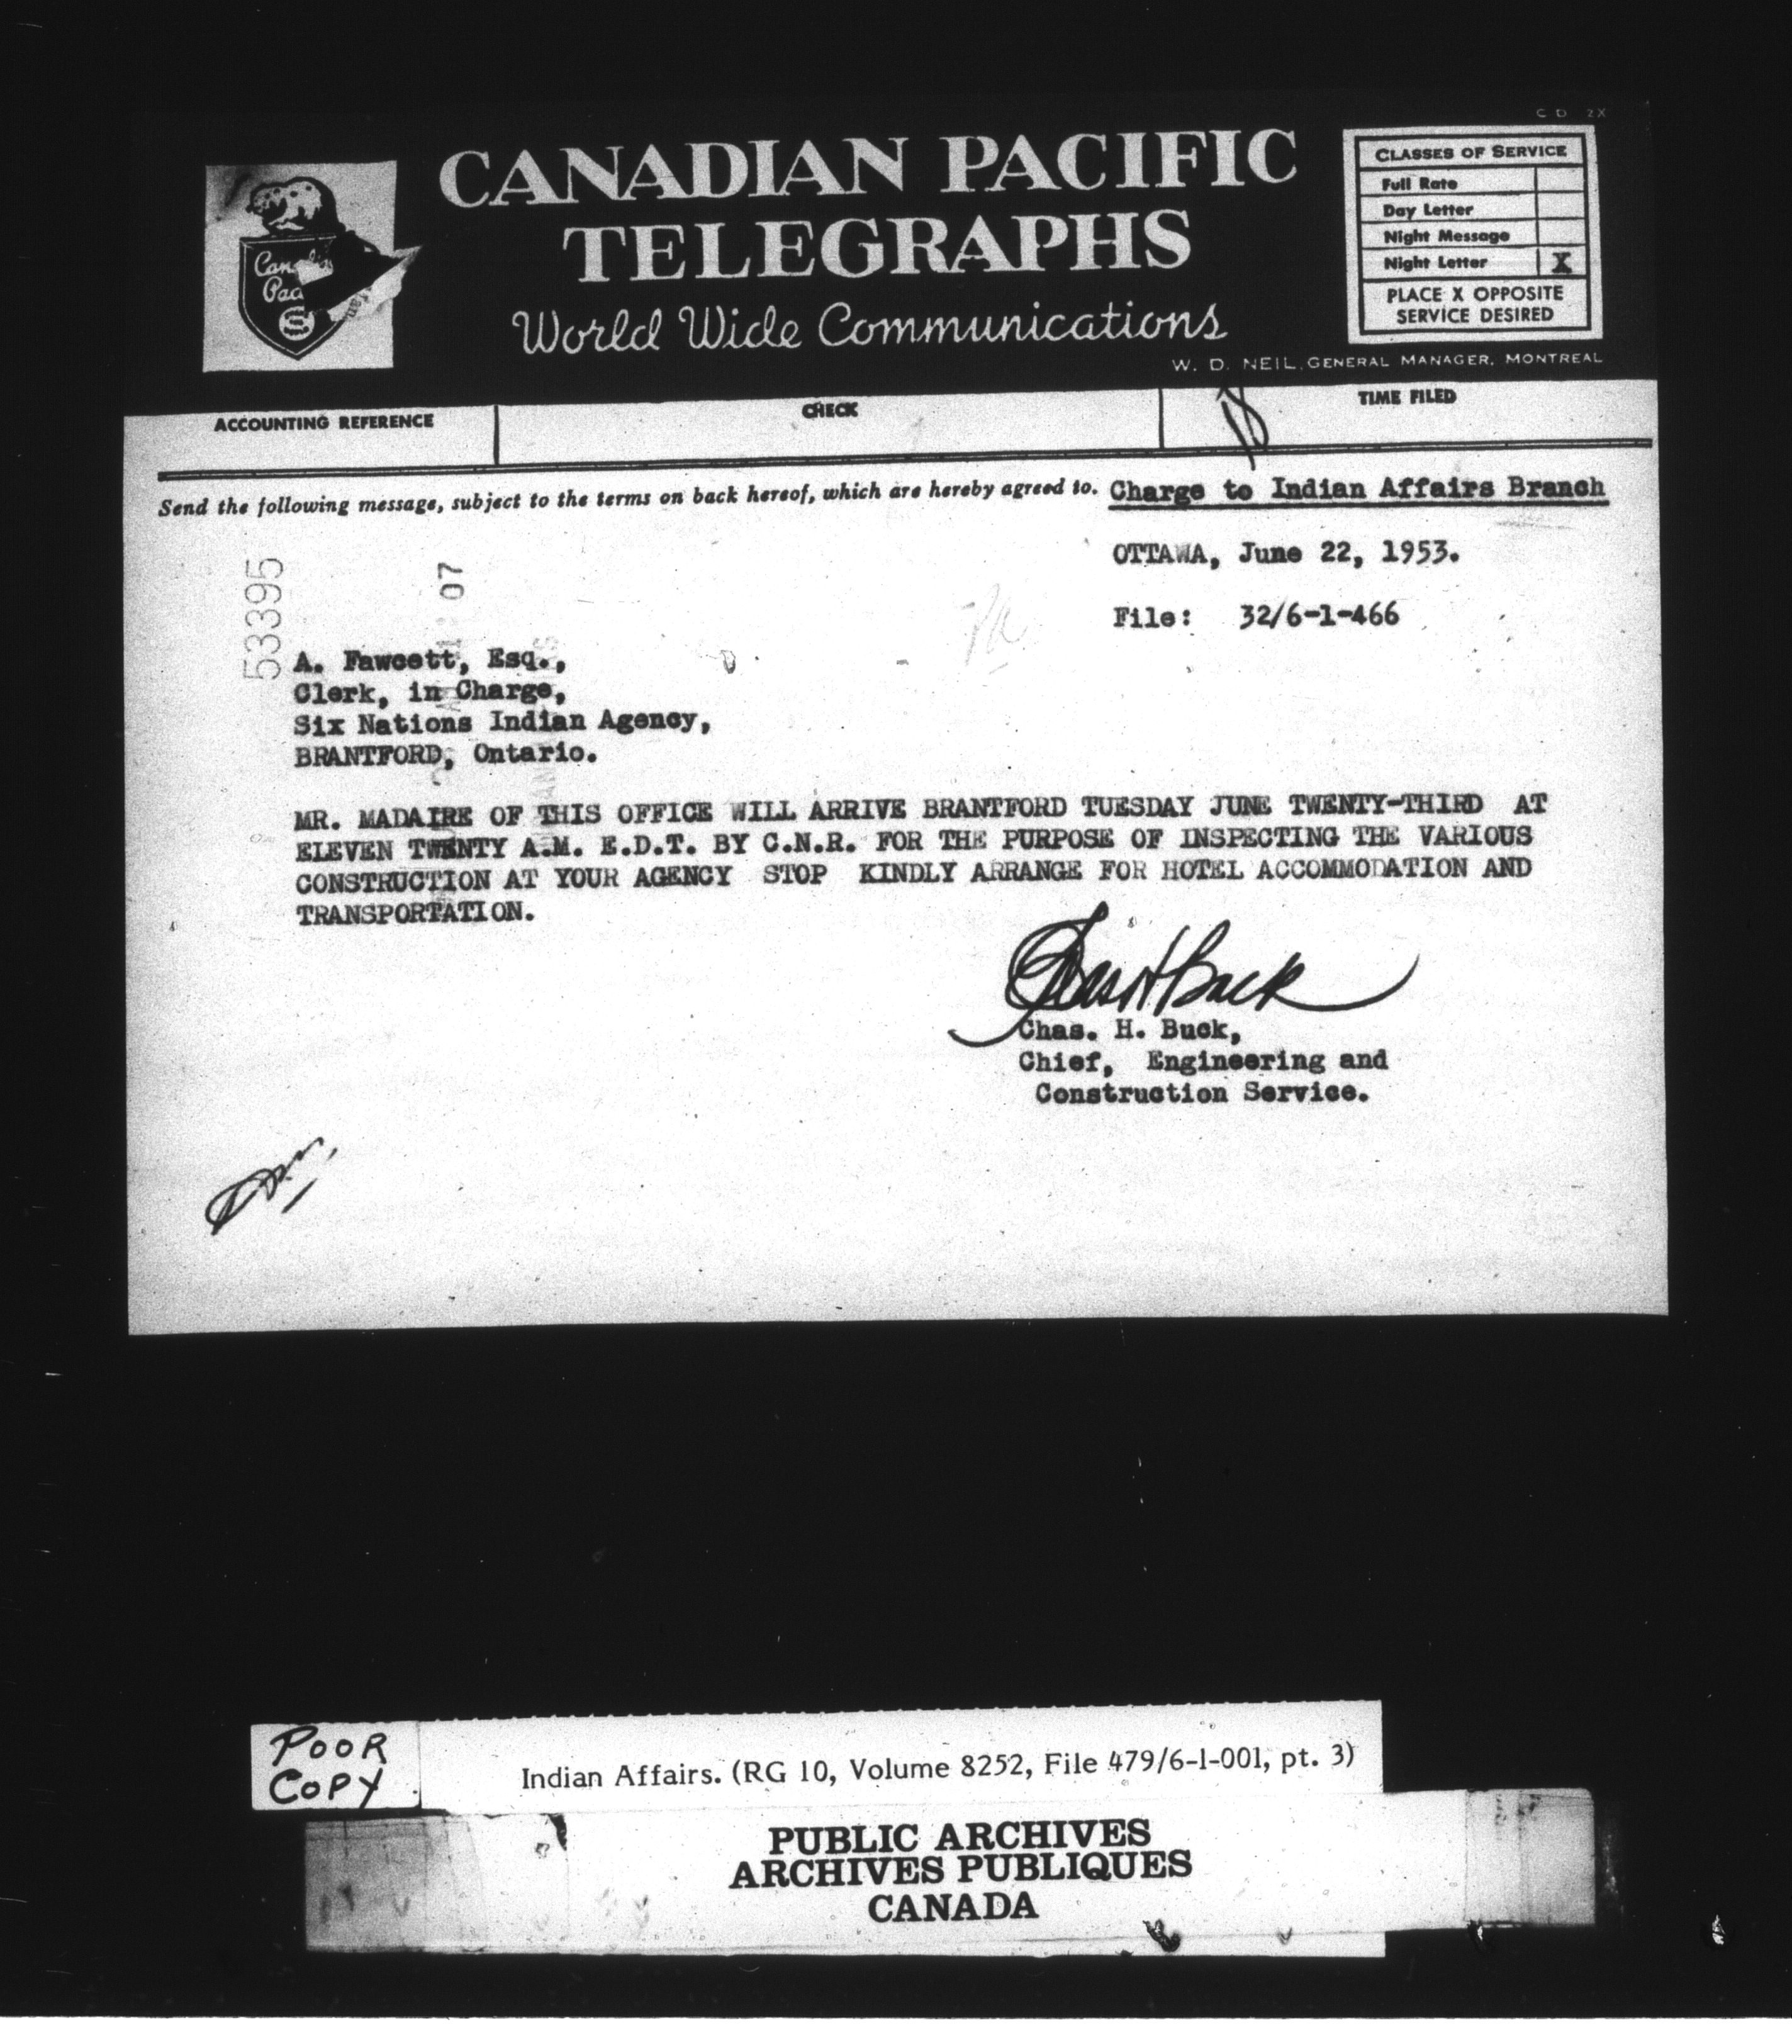 C D 2X
CANADIAN PACIFIC
TELEGRAPHS
World Wide Communications
W. D. NEIL, GENERAL MANAGER, MONTREAL
CLASSES OF SERVICE
Full Rate
Day Letter
Night Message
Night Letter X
PLACE X OPPOSITE
SERVICE DESIRED
ACCOUNTING REFERENCE
CHECK
TIME FILED
Send the following message, subject to the terms on back hereof, which are hereby agreed to. Charge to Indian Affairs Branch
OTTAWA, June 22, 1953.
File: 32/6-1-466
53395
07
A. Fawcett, Esq.,
Clerk, in Charge,
Six Nations Indian Agency,
BRANTFORD, Ontario.
MR. MADAIRE OF THIS OFFICE WILL ARRIVE BRANTFORD TUESDAY JUNE TWENTY-THIRD AT
ELEVEN TWENTY A.M. E.D.T. BY C.N.R. FOR THE PURPOSE OF INSPECTING THE VARIOUS
CONSTRUCTION AT YOUR AGENCY STOP KINDLY ARRANGE FOR HOTEL ACCOMMODATION AND
TRANSPORTATION.
Chas H Buck
Chas. H. Buck,
Chief, Engineering and
Construction Service.
POOR
COPY
Indian Affairs. (RG 10, Volume 8252, File 479/6-1-001, pt. 3)
PUBLIC ARCHIVES
ARCHIVES PUBLIQUES
CANADA